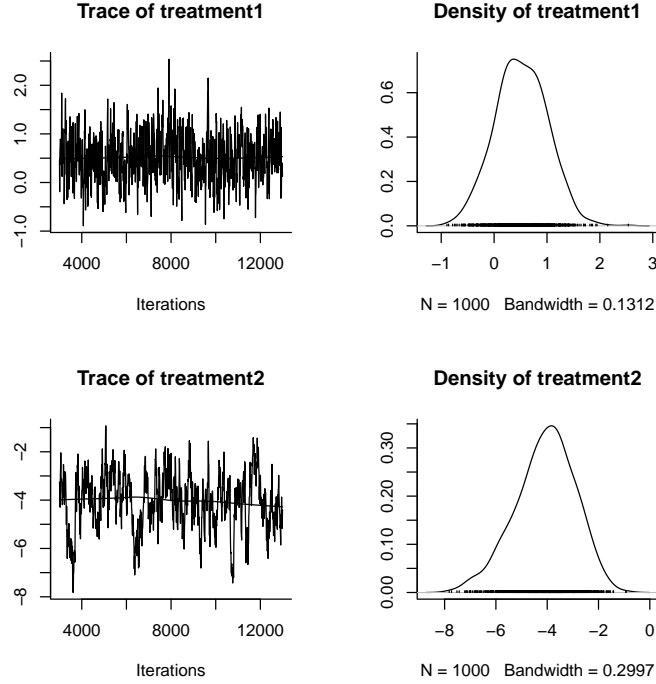 Trace of treatment1
2.0
1.0
0.0
−1.0
4000 8000 12000
Iterations
Density of treatment1
0.6
0.4
0.2
0.0
−1 0 1 2 3
N = 1000 Bandwidth = 0.1312
Trace of treatment2
−2
−4
−6
−8
4000 8000 12000
Iterations
Density of treatment2
0.30
0.20
0.10
0.00
−8 −6 −4 −2 0
N = 1000 Bandwidth = 0.2997